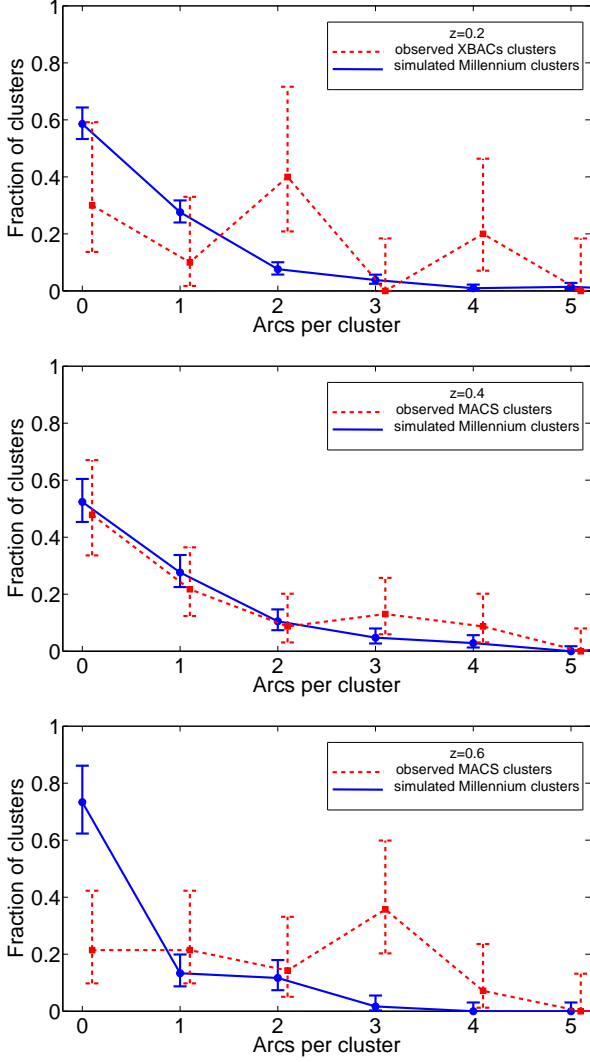 z=0.2
observed XBACs clusters
simulated Millennium clusters
Fraction of clusters
1
0.8
0.6
0.4
0.2
0
0 1 2 3 4 5
Arcs per cluster
z=0.4
observed MACS clusters
simulated Millennium clusters
Fraction of clusters
1
0.8
0.6
0.4
0.2
0
0 1 2 3 4 5
Arcs per cluster
z=0.6
observed MACS clusters
simulated Millennium clusters
Fraction of clusters
1
0.8
0.6
0.4
0.2
0
0 1 2 3 4 5
Arcs per cluster